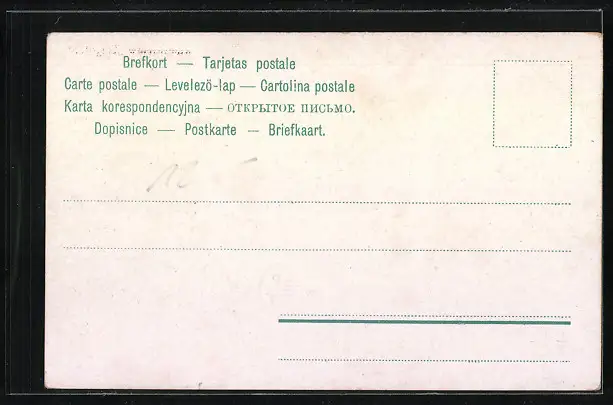 Brefkort — Tarjetas postale
Carte postale — Levelezö-lap — Cartolina postale
Karta korespondencyjna — ОТКРЫТОЕ ПИСЬМО.
Dopisnice — Postkarte — Briefkaart.